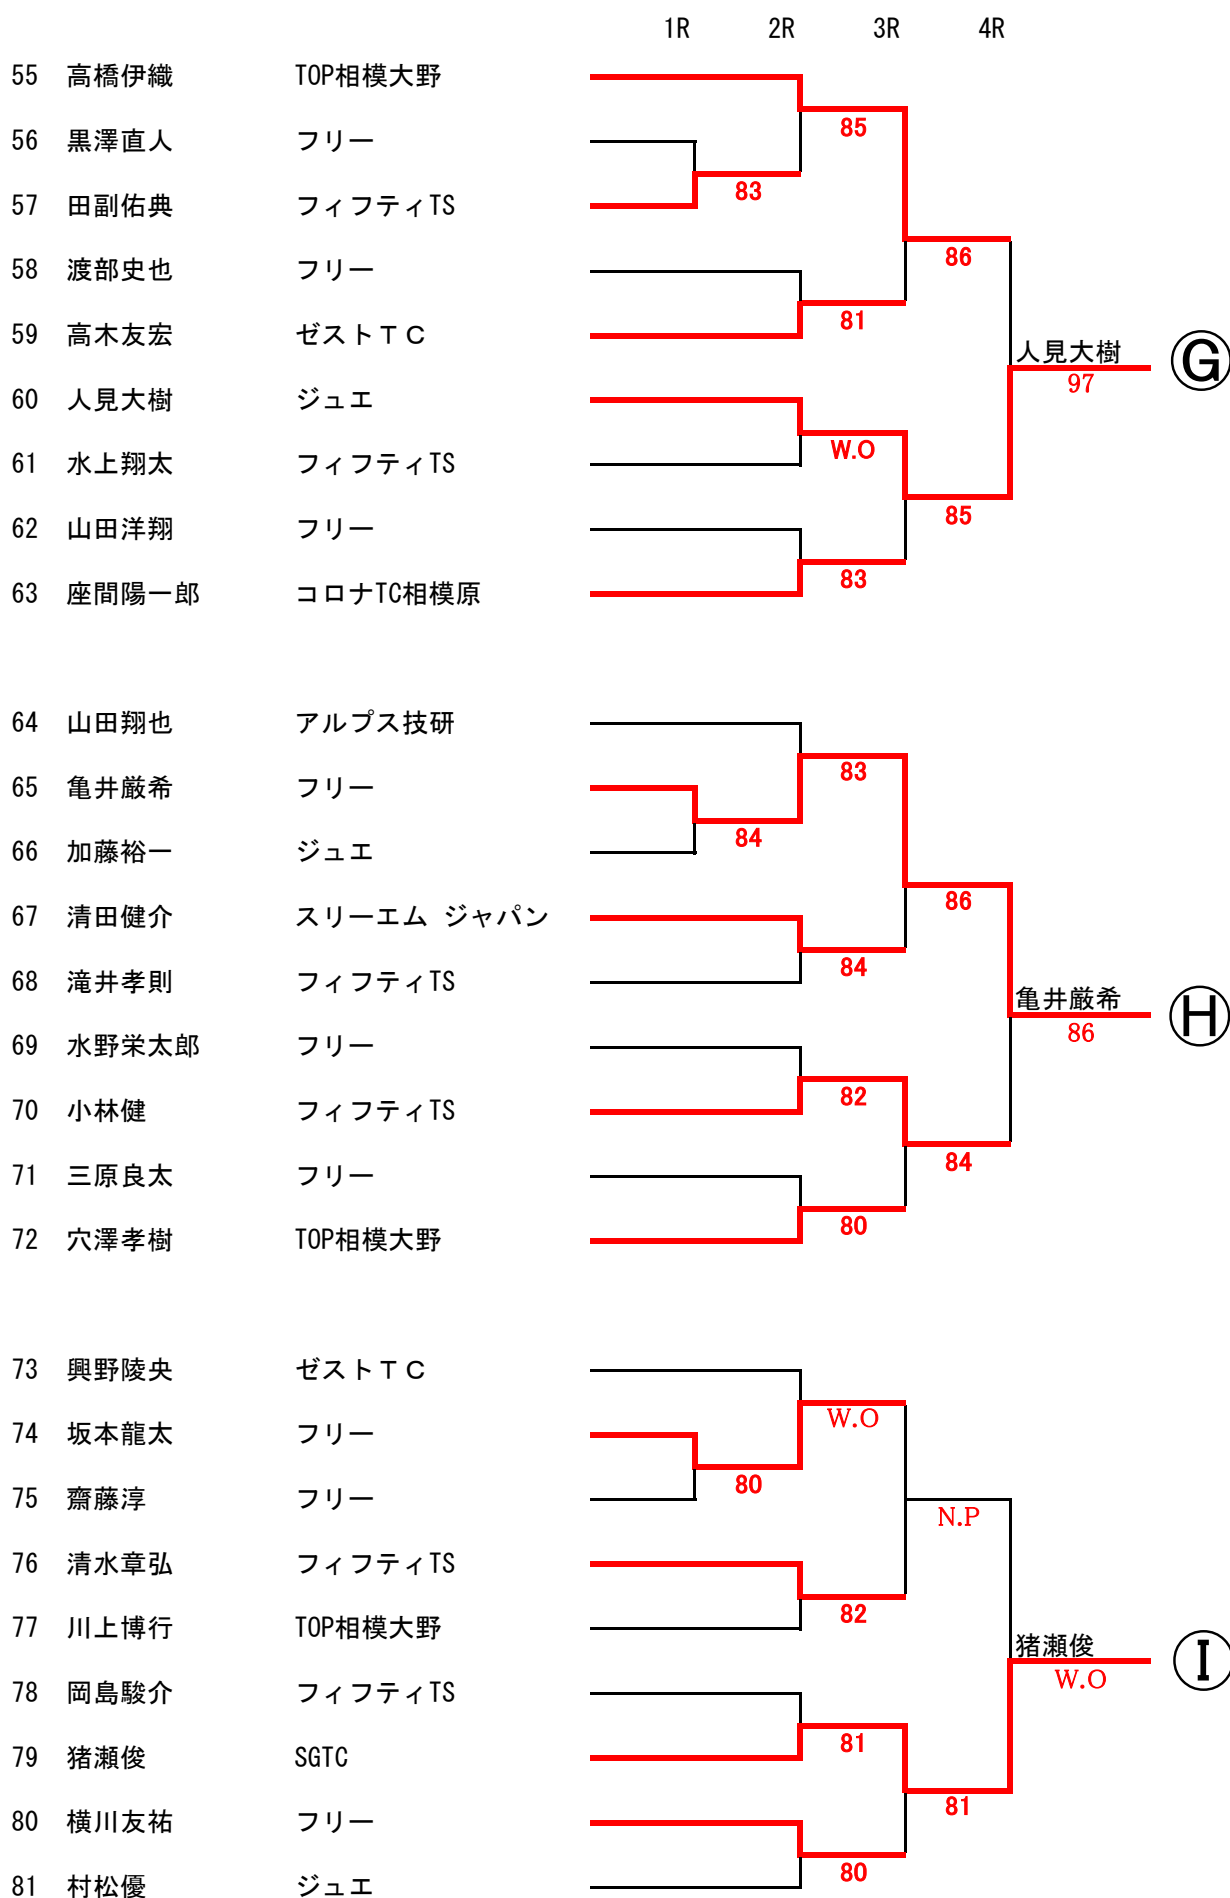 1R 2R 3R 4R
55 高橋伊織 TOP相模大野
85
56 黒澤直人 フリー
83
57 田副佑典 フィフティTS
86
58 渡部史也 フリー
81
59 高木友宏 ゼストＴＣ
人見大樹 G
97
60 人見大樹 ジュエ
W.O
61 水上翔太 フィフティTS
85
62 山田洋翔 フリー
83
63 座間陽一郎 コロナTC相模原
64 山田翔也 アルプス技研
83
65 亀井厳希 フリー
84
66 加藤裕一 ジュエ
86
67 清田健介 スリーエム ジャパン
84
68 滝井孝則 フィフティTS
亀井厳希 H
86
69 水野栄太郎 フリー
82
70 小林健 フィフティTS
84
71 三原良太 フリー
80
72 穴澤孝樹 TOP相模大野
73 興野陵央 ゼストＴＣ
W.O
74 坂本龍太 フリー
80
75 齋藤淳 フリー
N.P
76 清水章弘 フィフティTS
82
77 川上博行 TOP相模大野
猪瀬俊 I
W.O
78 岡島駿介 フィフティTS
81
79 猪瀬俊 SGTC
81
80 横川友祐 フリー
80
81 村松優 ジュエ